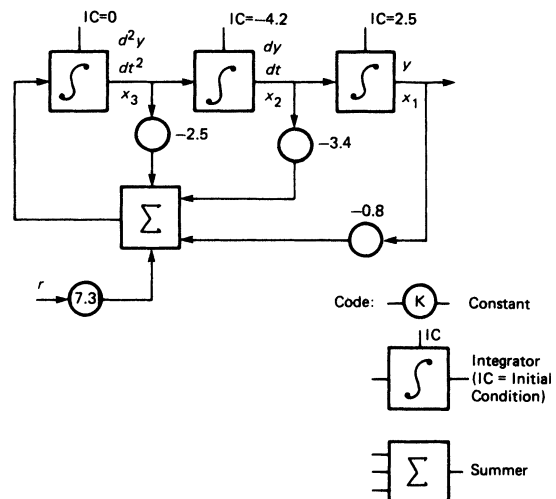 IC=0
IC=−4.2
IC=2.5
d²y
dt²
x₃
dy
dt
x₂
y
x₁
∫
∫
∫
−2.5
−3.4
Σ
−0.8
r
7.3
Code:
K
Constant
IC
∫
Integrator
(IC = Initial
Condition)
Σ
Summer